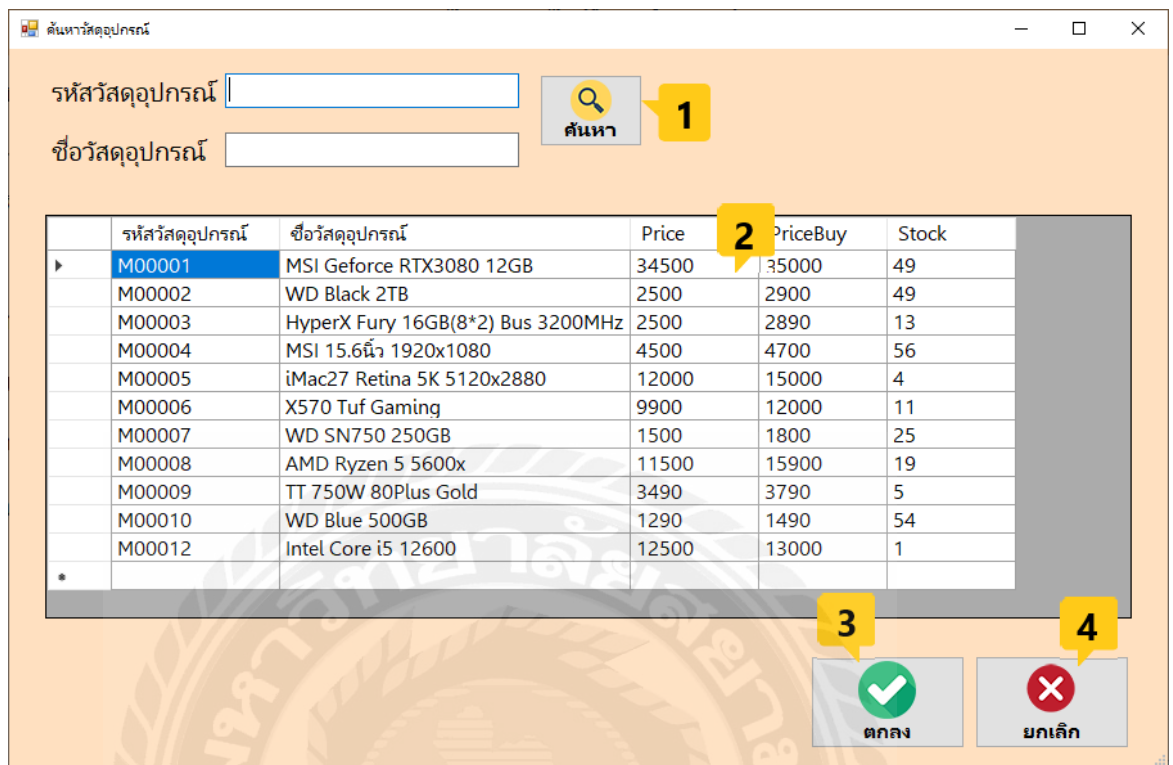 ค้นหาวัสดุอุปกรณ์
รหัสวัสดุอุปกรณ์
ค้นหา
1
ชื่อวัสดุอุปกรณ์
รหัสวัสดุอุปกรณ์ ชื่อวัสดุอุปกรณ์ Price 2 PriceBuy Stock
M00001 MSI Geforce RTX3080 12GB 34500 35000 49
M00002 WD Black 2TB 2500 2900 49
M00003 HyperX Fury 16GB(8*2) Bus 3200MHz 2500 2890 13
M00004 MSI 15.6นิ้ว 1920x1080 4500 4700 56
M00005 iMac27 Retina 5K 5120x2880 12000 15000 4
M00006 X570 Tuf Gaming 9900 12000 11
M00007 WD SN750 250GB 1500 1800 25
M00008 AMD Ryzen 5 5600x 11500 15900 19
M00009 TT 750W 80Plus Gold 3490 3790 5
M00010 WD Blue 500GB 1290 1490 54
M00012 Intel Core i5 12600 12500 13000 1
*
3 4
ตกลง ยกเลิก